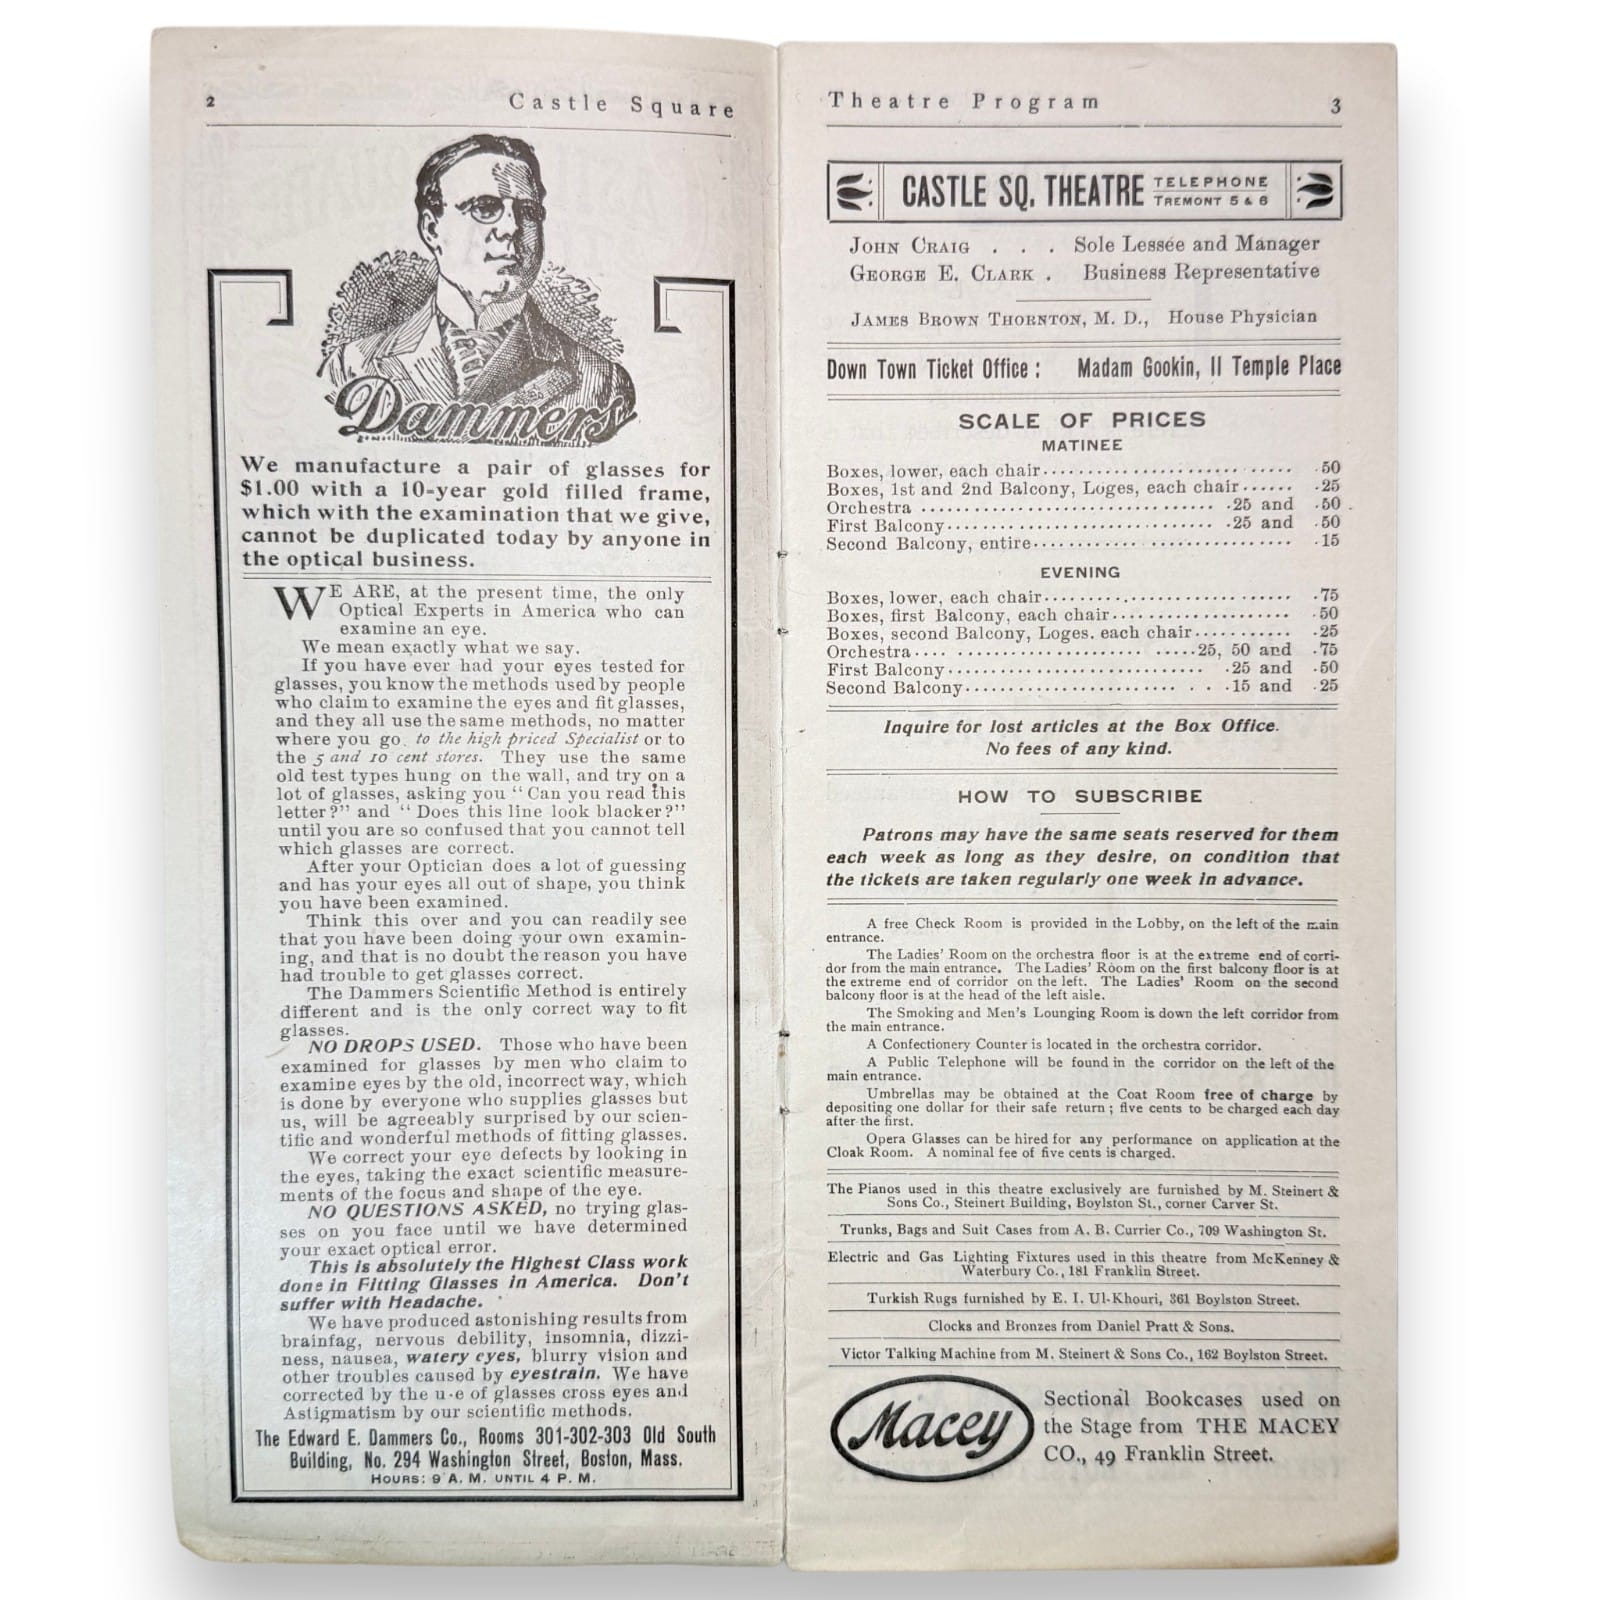 2
Castle Square
Dammers
We manufacture a pair of glasses for
$1.00 with a 10-year gold filled frame,
which with the examination that we give,
cannot be duplicated today by anyone in
the optical business.
WE ARE, at the present time, the only
Optical Experts in America who can
examine an eye.
We mean exactly what we say.
If you have ever had your eyes tested for
glasses, you know the methods used by people
who claim to examine the eyes and fit glasses,
and they all use the same methods, no matter
where you go to the high priced Specialist or to
the 5 and 10 cent stores. They use the same
old test types hung on the wall, and try on a
lot of glasses, asking you "Can you read this
letter?" and "Does this line look blacker?"
until you are so confused that you cannot tell
which glasses are correct.
After your Optician does a lot of guessing
and has your eyes all out of shape, you think
you have been examined.
Think this over and you can readily see
that you have been doing your own examin-
ing, and that is no doubt the reason you have
had trouble to get glasses correct.
The Dammers Scientific Method is entirely
different and is the only correct way to fit
glasses.
NO DROPS USED. Those who have been
examined for glasses by men who claim to
examine eyes by the old, incorrect way, which
is done by everyone who supplies glasses but
us, will be agreeably surprised by our scien-
tific and wonderful methods of fitting glasses.
We correct your eye defects by looking in
the eyes, taking the exact scientific measure-
ments of the focus and shape of the eye.
NO QUESTIONS ASKED, no trying glas-
ses on you face until we have determined
your exact optical error.
This is absolutely the Highest Class work
done in Fitting Glasses in America. Don't
suffer with Headache.
We have produced astonishing results from
brainfag, nervous debility, insomnia, dizzi-
ness, nausea, watery eyes, blurry vision and
other troubles caused by eyestrain. We have
corrected by the u-e of glasses cross eyes and
Astigmatism by our scientific methods.
The Edward E. Dammers Co., Rooms 301-302-303 Old South
Building, No. 294 Washington Street, Boston, Mass.
HOURS: 9 A. M. UNTIL 4 P. M.
Theatre Program
3
CASTLE SQ. THEATRE TELEPHONE
TREMONT 5 & 6
JOHN CRAIG . . . Sole Lessée and Manager
GEORGE E. CLARK . Business Representative
JAMES BROWN THORNTON, M. D., House Physician
Down Town Ticket Office: Madam Gookin, 11 Temple Place
SCALE OF PRICES
MATINEE
Boxes, lower, each chair .50
Boxes, 1st and 2nd Balcony, Loges, each chair .25
Orchestra .25 and .50
First Balcony .25 and .50
Second Balcony, entire .15
EVENING
Boxes, lower, each chair .75
Boxes, first Balcony, each chair .50
Boxes, second Balcony, Loges. each chair .25
Orchestra .25, 50 and .75
First Balcony .25 and .50
Second Balcony .15 and .25
Inquire for lost articles at the Box Office.
No fees of any kind.
HOW TO SUBSCRIBE
Patrons may have the same seats reserved for them
each week as long as they desire, on condition that
the tickets are taken regularly one week in advance.
A free Check Room is provided in the Lobby, on the left of the main
entrance.
The Ladies' Room on the orchestra floor is at the extreme end of corri-
dor from the main entrance. The Ladies' Room on the first balcony floor is at
the extreme end of corridor on the left. The Ladies' Room on the second
balcony floor is at the head of the left aisle.
The Smoking and Men's Lounging Room is down the left corridor from
the main entrance.
A Confectionery Counter is located in the orchestra corridor.
A Public Telephone will be found in the corridor on the left of the
main entrance.
Umbrellas may be obtained at the Coat Room free of charge by
depositing one dollar for their safe return; five cents to be charged each day
after the first.
Opera Glasses can be hired for any performance on application at the
Cloak Room. A nominal fee of five cents is charged.
The Pianos used in this theatre exclusively are furnished by M. Steinert &
Sons Co., Steinert Building, Boylston St., corner Carver St.
Trunks, Bags and Suit Cases from A. B. Currier Co., 709 Washington St.
Electric and Gas Lighting Fixtures used in this theatre from McKenney &
Waterbury Co., 181 Franklin Street.
Turkish Rugs furnished by E. I. Ul-Khouri, 361 Boylston Street.
Clocks and Bronzes from Daniel Pratt & Sons.
Victor Talking Machine from M. Steinert & Sons Co., 162 Boylston Street.
Macey
Sectional Bookcases used on
the Stage from THE MACEY
CO., 49 Franklin Street.